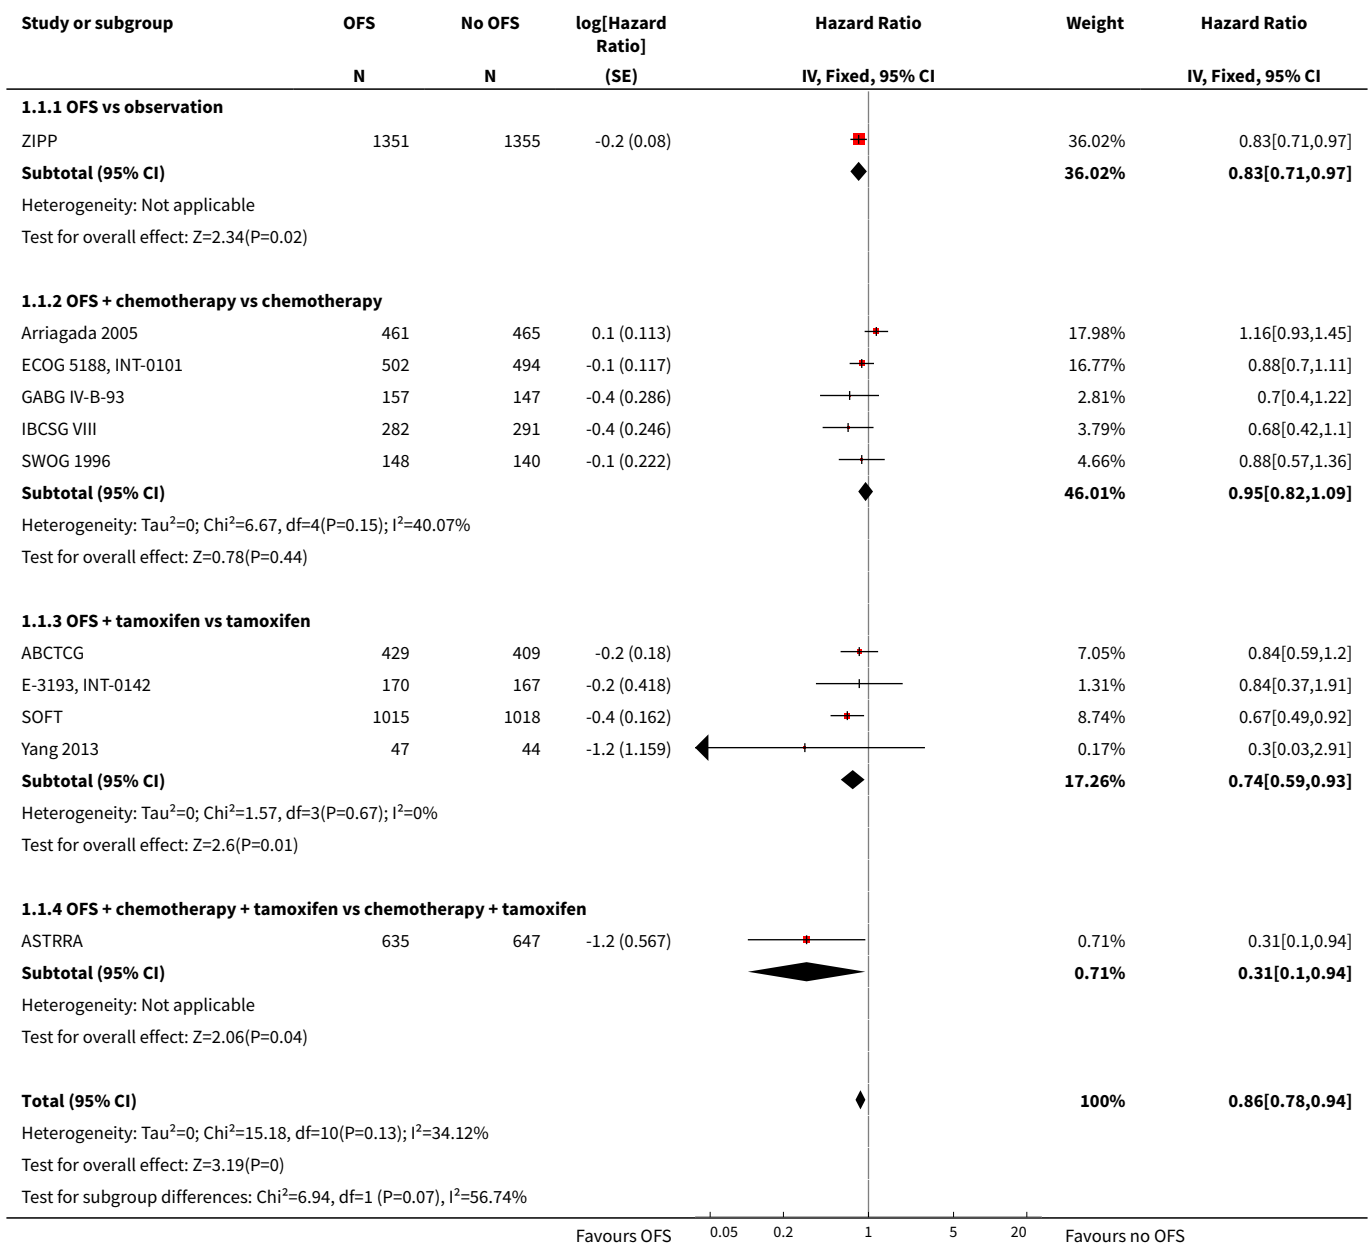 Study or subgroup OFS No OFS log[Hazard Ratio] Hazard Ratio Weight Hazard Ratio
N N (SE) IV, Fixed, 95% CI IV, Fixed, 95% CI
1.1.1 OFS vs observation
ZIPP 1351 1355 -0.2 (0.08) 36.02% 0.83[0.71,0.97]
Subtotal (95% CI) 36.02% 0.83[0.71,0.97]
Heterogeneity: Not applicable
Test for overall effect: Z=2.34(P=0.02)
1.1.2 OFS + chemotherapy vs chemotherapy
Arriagada 2005 461 465 0.1 (0.113) 17.98% 1.16[0.93,1.45]
ECOG 5188, INT-0101 502 494 -0.1 (0.117) 16.77% 0.88[0.7,1.11]
GABG IV-B-93 157 147 -0.4 (0.286) 2.81% 0.7[0.4,1.22]
IBCSG VIII 282 291 -0.4 (0.246) 3.79% 0.68[0.42,1.1]
SWOG 1996 148 140 -0.1 (0.222) 4.66% 0.88[0.57,1.36]
Subtotal (95% CI) 46.01% 0.95[0.82,1.09]
Heterogeneity: Tau²=0; Chi²=6.67, df=4(P=0.15); I²=40.07%
Test for overall effect: Z=0.78(P=0.44)
1.1.3 OFS + tamoxifen vs tamoxifen
ABCTCG 429 409 -0.2 (0.18) 7.05% 0.84[0.59,1.2]
E-3193, INT-0142 170 167 -0.2 (0.418) 1.31% 0.84[0.37,1.91]
SOFT 1015 1018 -0.4 (0.162) 8.74% 0.67[0.49,0.92]
Yang 2013 47 44 -1.2 (1.159) 0.17% 0.3[0.03,2.91]
Subtotal (95% CI) 17.26% 0.74[0.59,0.93]
Heterogeneity: Tau²=0; Chi²=1.57, df=3(P=0.67); I²=0%
Test for overall effect: Z=2.6(P=0.01)
1.1.4 OFS + chemotherapy + tamoxifen vs chemotherapy + tamoxifen
ASTRRA 635 647 -1.2 (0.567) 0.71% 0.31[0.1,0.94]
Subtotal (95% CI) 0.71% 0.31[0.1,0.94]
Heterogeneity: Not applicable
Test for overall effect: Z=2.06(P=0.04)
Total (95% CI) 100% 0.86[0.78,0.94]
Heterogeneity: Tau²=0; Chi²=15.18, df=10(P=0.13); I²=34.12%
Test for overall effect: Z=3.19(P=0)
Test for subgroup differences: Chi²=6.94, df=1 (P=0.07), I²=56.74%
Favours OFS 0.05 0.2 1 5 20 Favours no OFS